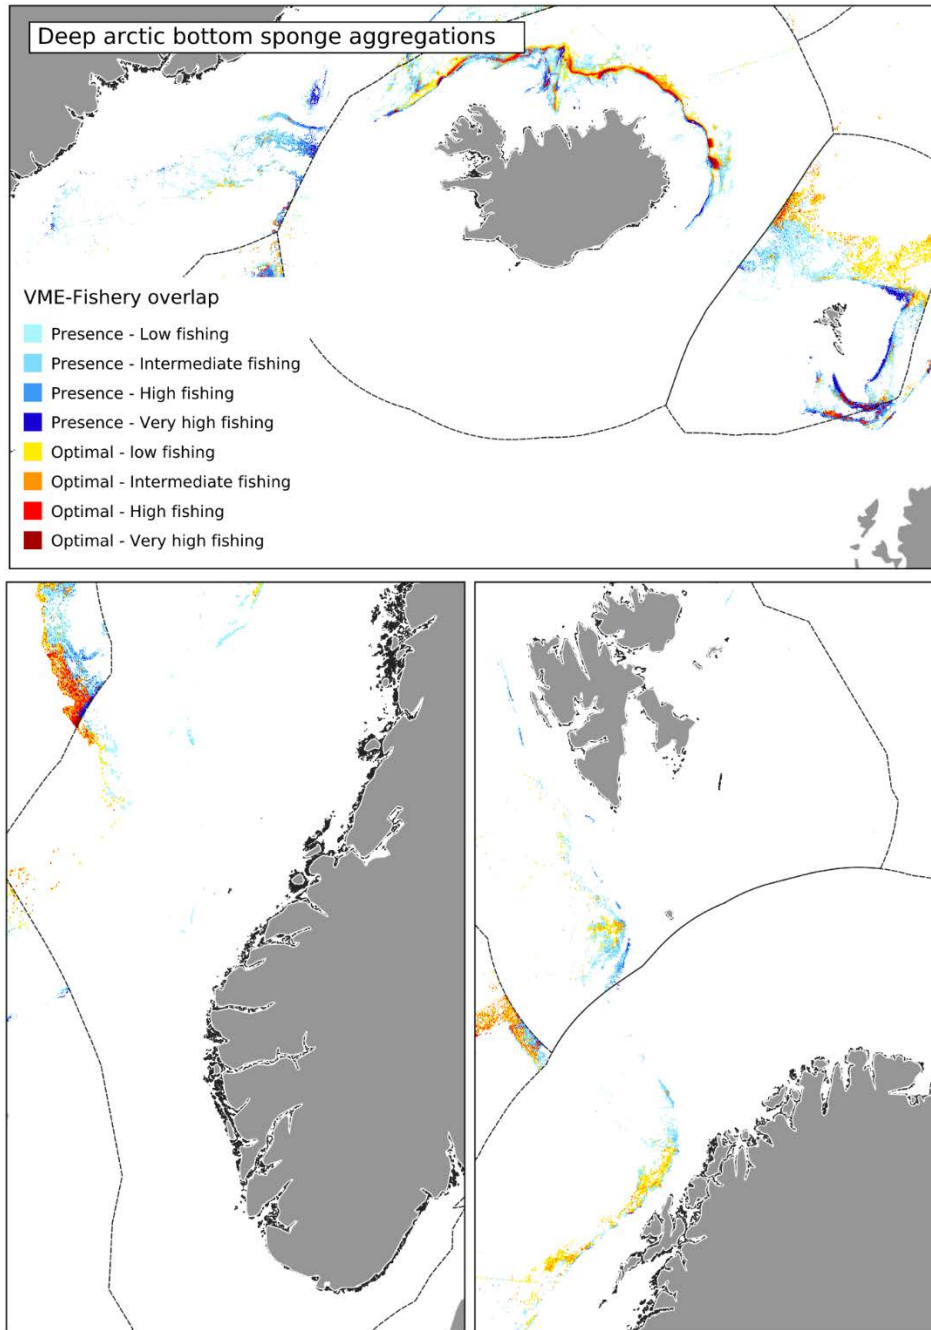 Deep arctic bottom sponge aggregations
VME-Fishery overlap
Presence - Low fishing
Presence - Intermediate fishing
Presence - High fishing
Presence - Very high fishing
Optimal - low fishing
Optimal - Intermediate fishing
Optimal - High fishing
Optimal - Very high fishing